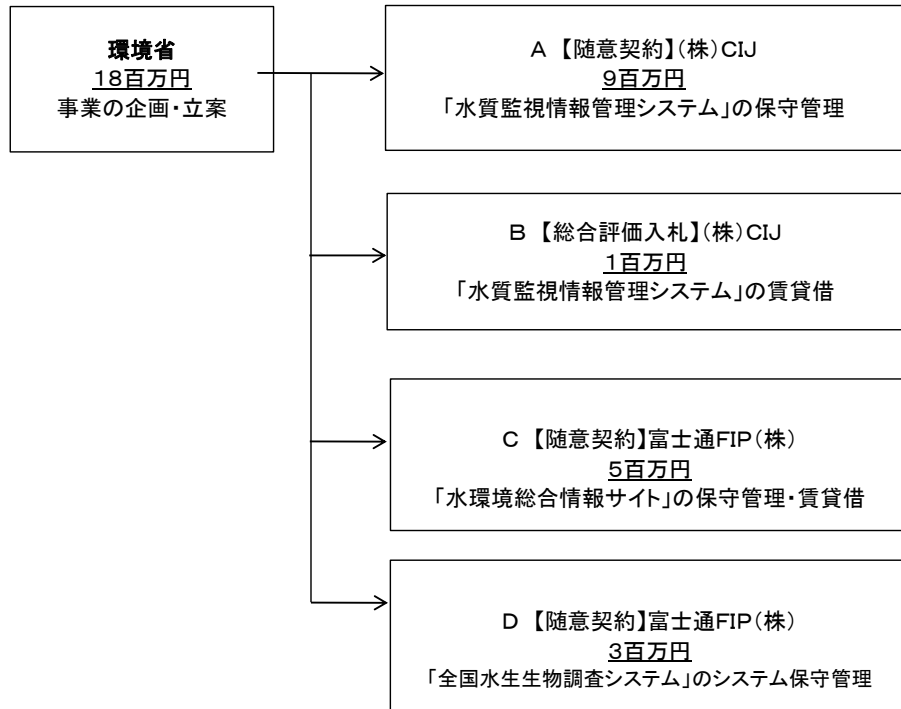 環境省
18百万円
事業の企画・立案
A 【随意契約】(株)CIJ
9百万円
「水質監視情報管理システム」の保守管理
B 【総合評価入札】(株)CIJ
1百万円
「水質監視情報管理システム」の賃貸借
C 【随意契約】富士通FIP(株)
5百万円
「水環境総合情報サイト」の保守管理・賃貸借
D 【随意契約】富士通FIP(株)
3百万円
「全国水生生物調査システム」のシステム保守管理